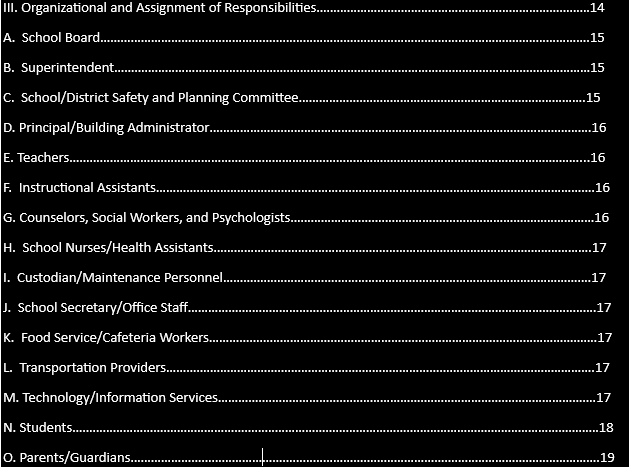 III. Organizational and Assignment of Responsibilities.....................................................................................14
A.  School Board..........................................................................................................................................15
B.  Superintendent......................................................................................................................................15
C.  School/District Safety and Planning Committee................................................................................15
D. Principal/Building Administrator...........................................................................................................16
E. Teachers..................................................................................................................................................16
F.  Instructional Assistants..........................................................................................................................16
G. Counselors, Social Workers, and Psychologists.....................................................................................16
H.  School Nurses/Health Assistants...........................................................................................................17
I.  Custodian/Maintenance Personnel........................................................................................................17
J.  School Secretary/Office Staff..................................................................................................................17
K.  Food Service/Cafeteria Workers............................................................................................................17
L.  Transportation Providers........................................................................................................................17
M. Technology/Information Services..........................................................................................................17
N. Students...................................................................................................................................................18
O. Parents/Guardians...................................................................................................................................19